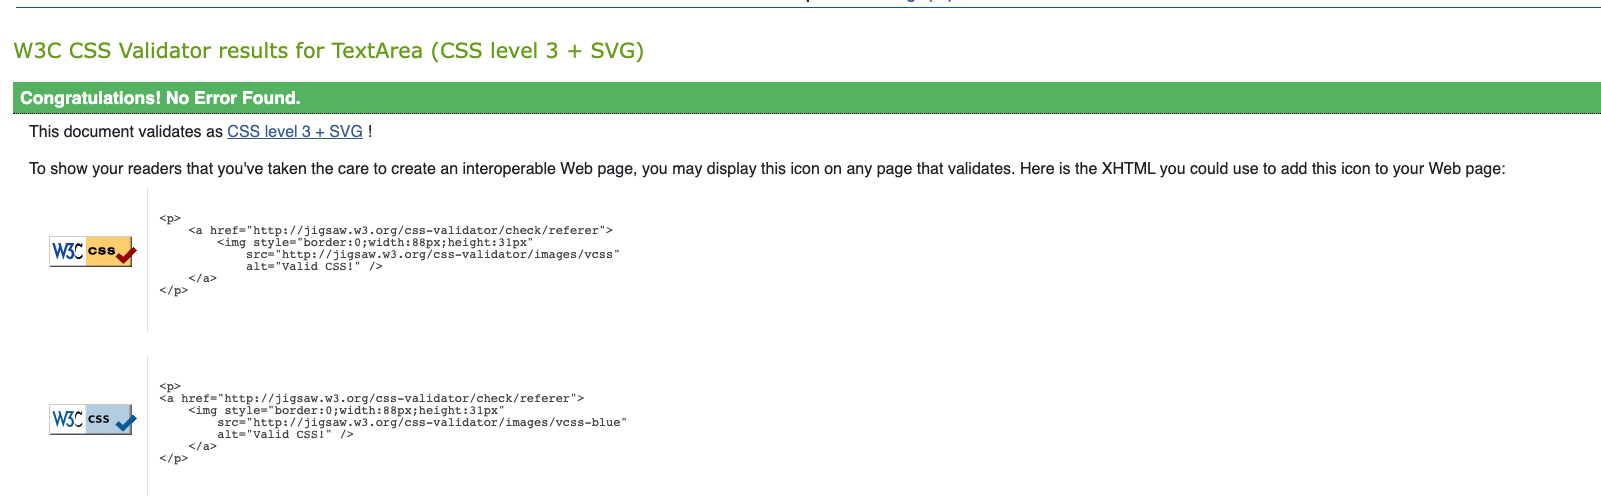 W3C CSS Validator results for TextArea (CSS level 3 + SVG)
Congratulations! No Error Found.
This document validates as CSS level 3 + SVG !
To show your readers that you've taken the care to create an interoperable Web page, you may display this icon on any page that validates. Here is the XHTML you could use to add this icon to your Web page:
W3C css
<p>
<a href="http://jigsaw.w3.org/css-validator/check/referer">
<img style="border:0;width:88px;height:31px"
src="http://jigsaw.w3.org/css-validator/images/vcss"
alt="Valid CSS!" />
</a>
</p>
W3C css
<p>
<a href="http://jigsaw.w3.org/css-validator/check/referer">
<img style="border:0;width:88px;height:31px"
src="http://jigsaw.w3.org/css-validator/images/vcss-blue"
alt="Valid CSS!" />
</a>
</p>